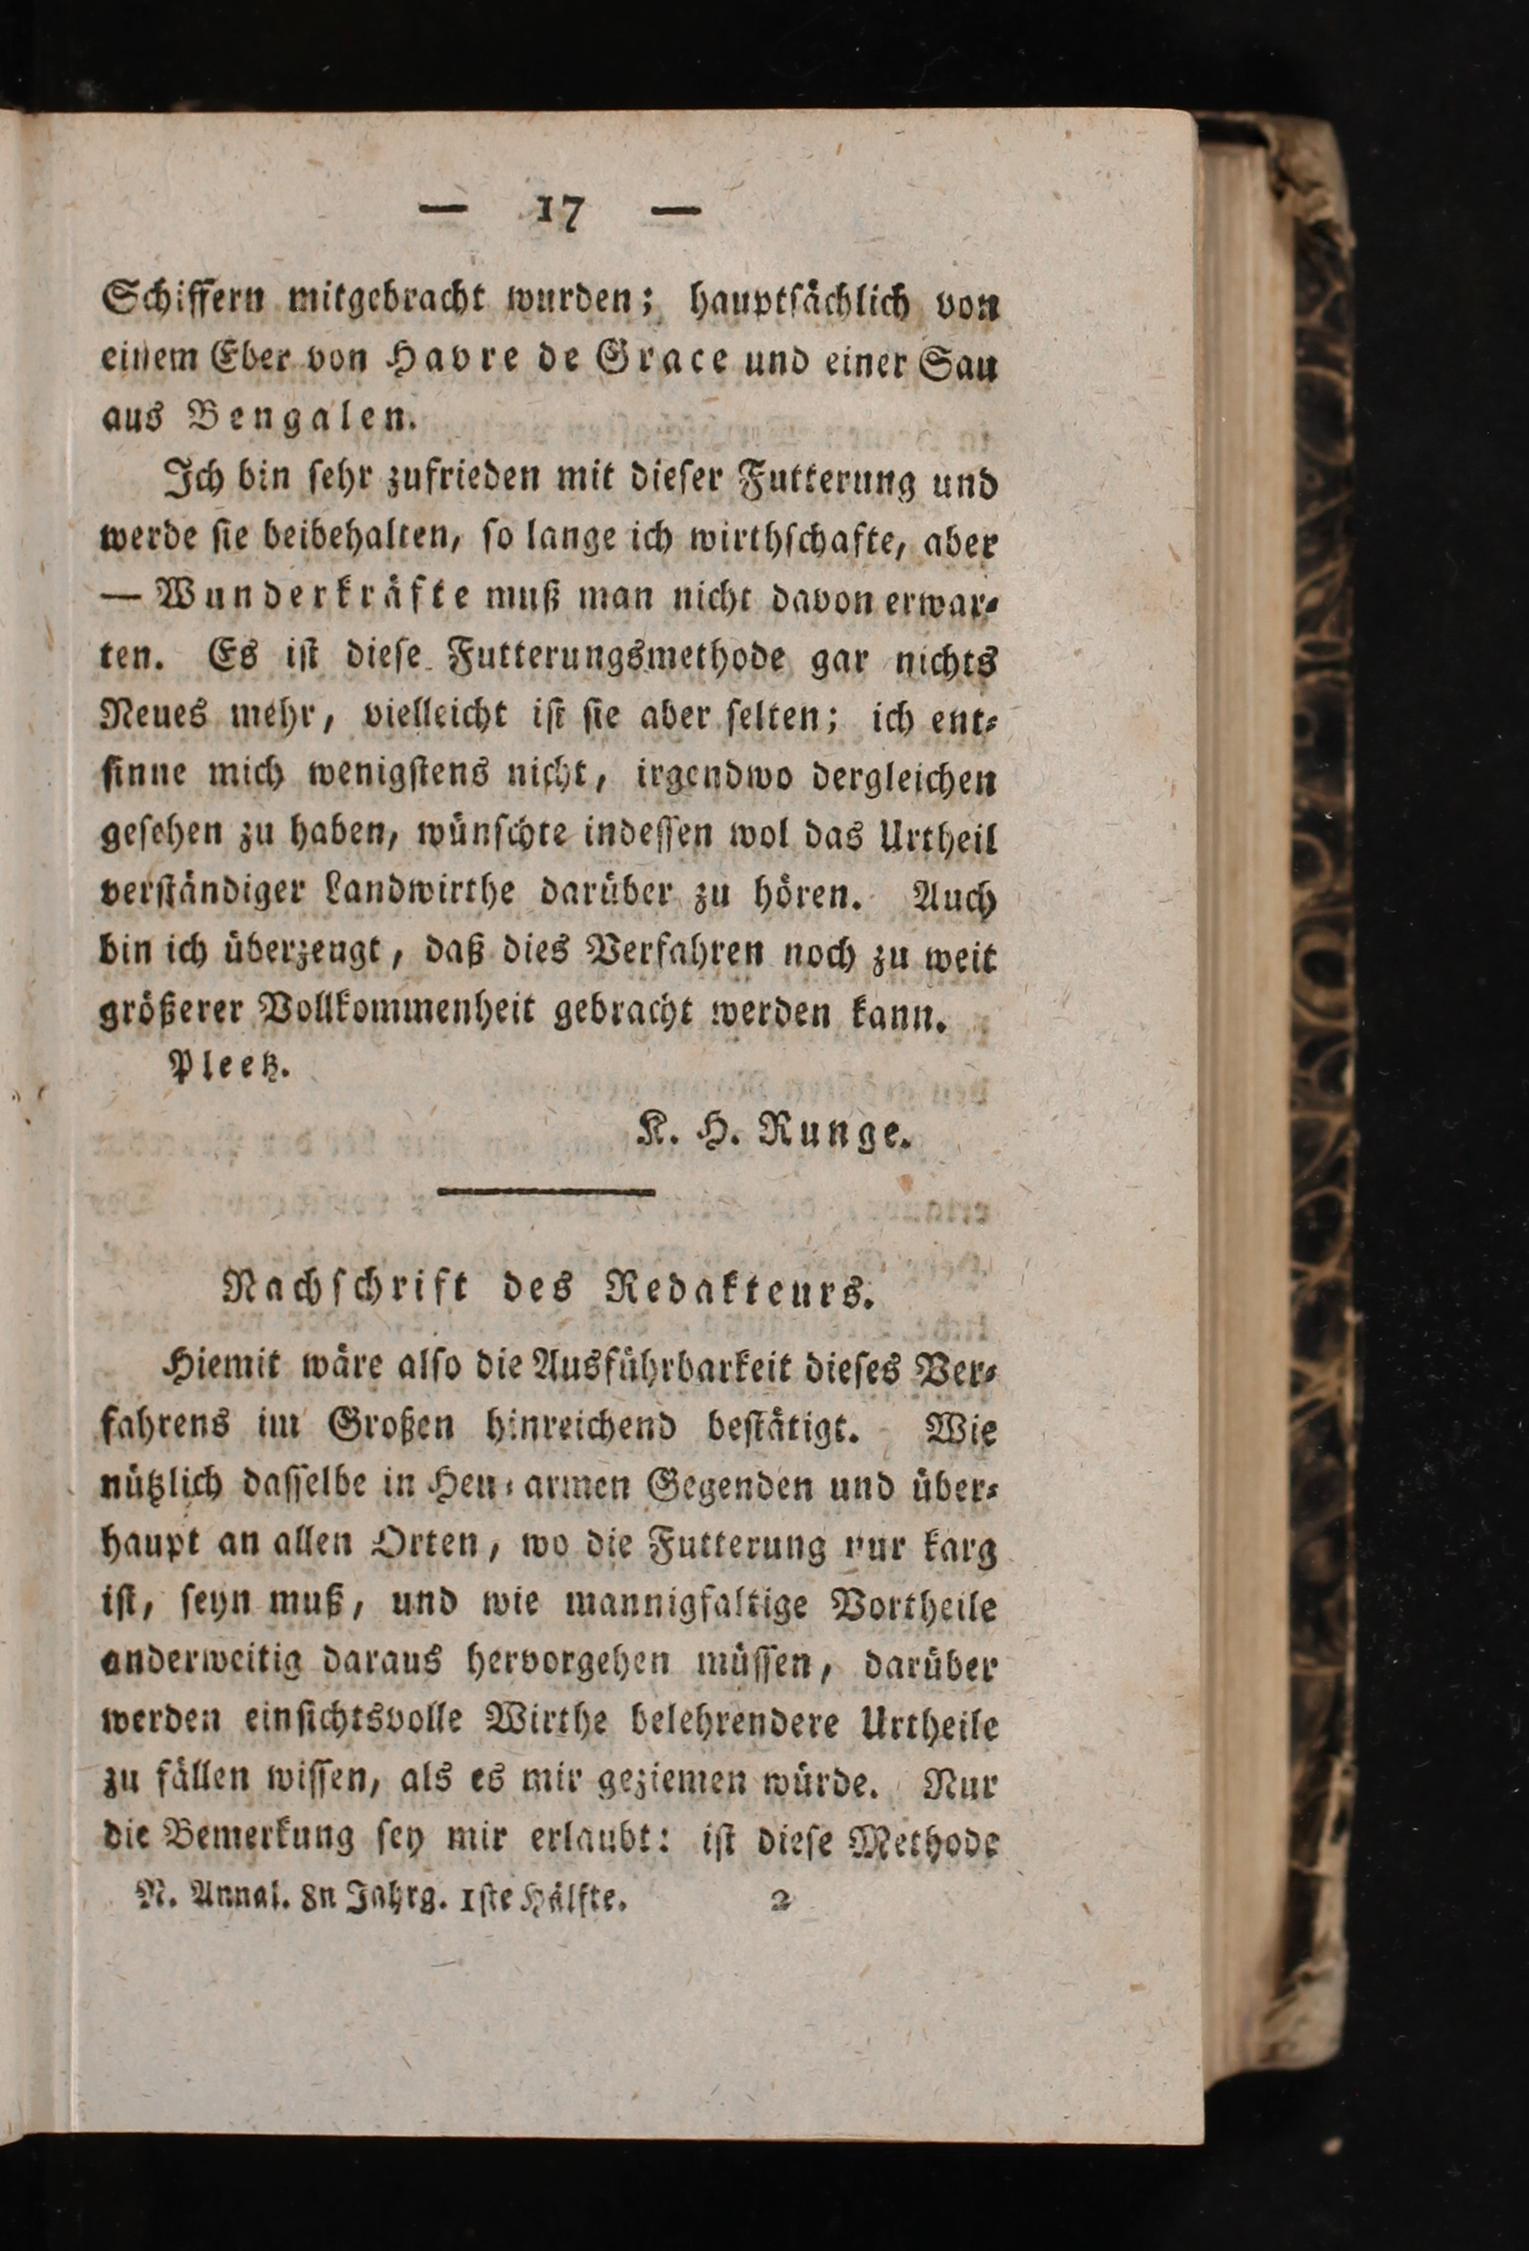 — 17 —
Schiffern mitgebracht wurden; hauptſächlich von
einem Eber von Havre de Grace und einer Sau
aus Bengalen.
Ich bin ſehr zufrieden mit dieſer Futterung und
werde ſie beibehalten, ſo lange ich wirthſchafte, aber
— Wunderkräfte muß man nicht davon erwar⸗
ten. Es iſt dieſe Futterungsmethode gar nichts
Neues mehr, vielleicht iſt ſie aber ſelten; ich ent⸗
ſinne mich wenigſtens nicht, irgendwo dergleichen
geſehen zu haben, wünſchte indeſſen wol das Urtheil
verſtändiger Landwirthe darüber zu hören. Auch
bin ich überzeugt, daß dies Verfahren noch zu weit
größerer Vollkommenheit gebracht werden kann.
Pleetz.
K. H. Runge.
Nachſchrift des Redakteurs.
Hiemit wäre alſo die Ausführbarkeit dieſes Ver⸗
fahrens im Großen hinreichend beſtätigt. Wie
nützlich daſſelbe in Heu⸗armen Gegenden und über⸗
haupt an allen Orten, wo die Futterung nur karg
iſt, ſeyn muß, und wie mannigfaltige Vortheile
anderweitig daraus hervorgehen müſſen, darüber
werden einſichtsvolle Wirthe belehrendere Urtheile
zu fällen wiſſen, als es mir geziemen würde. Nur
die Bemerkung ſey mir erlaubt: iſt dieſe Methode
N. Annal. 8n Jahrg. 1ſte Hälfte. 2